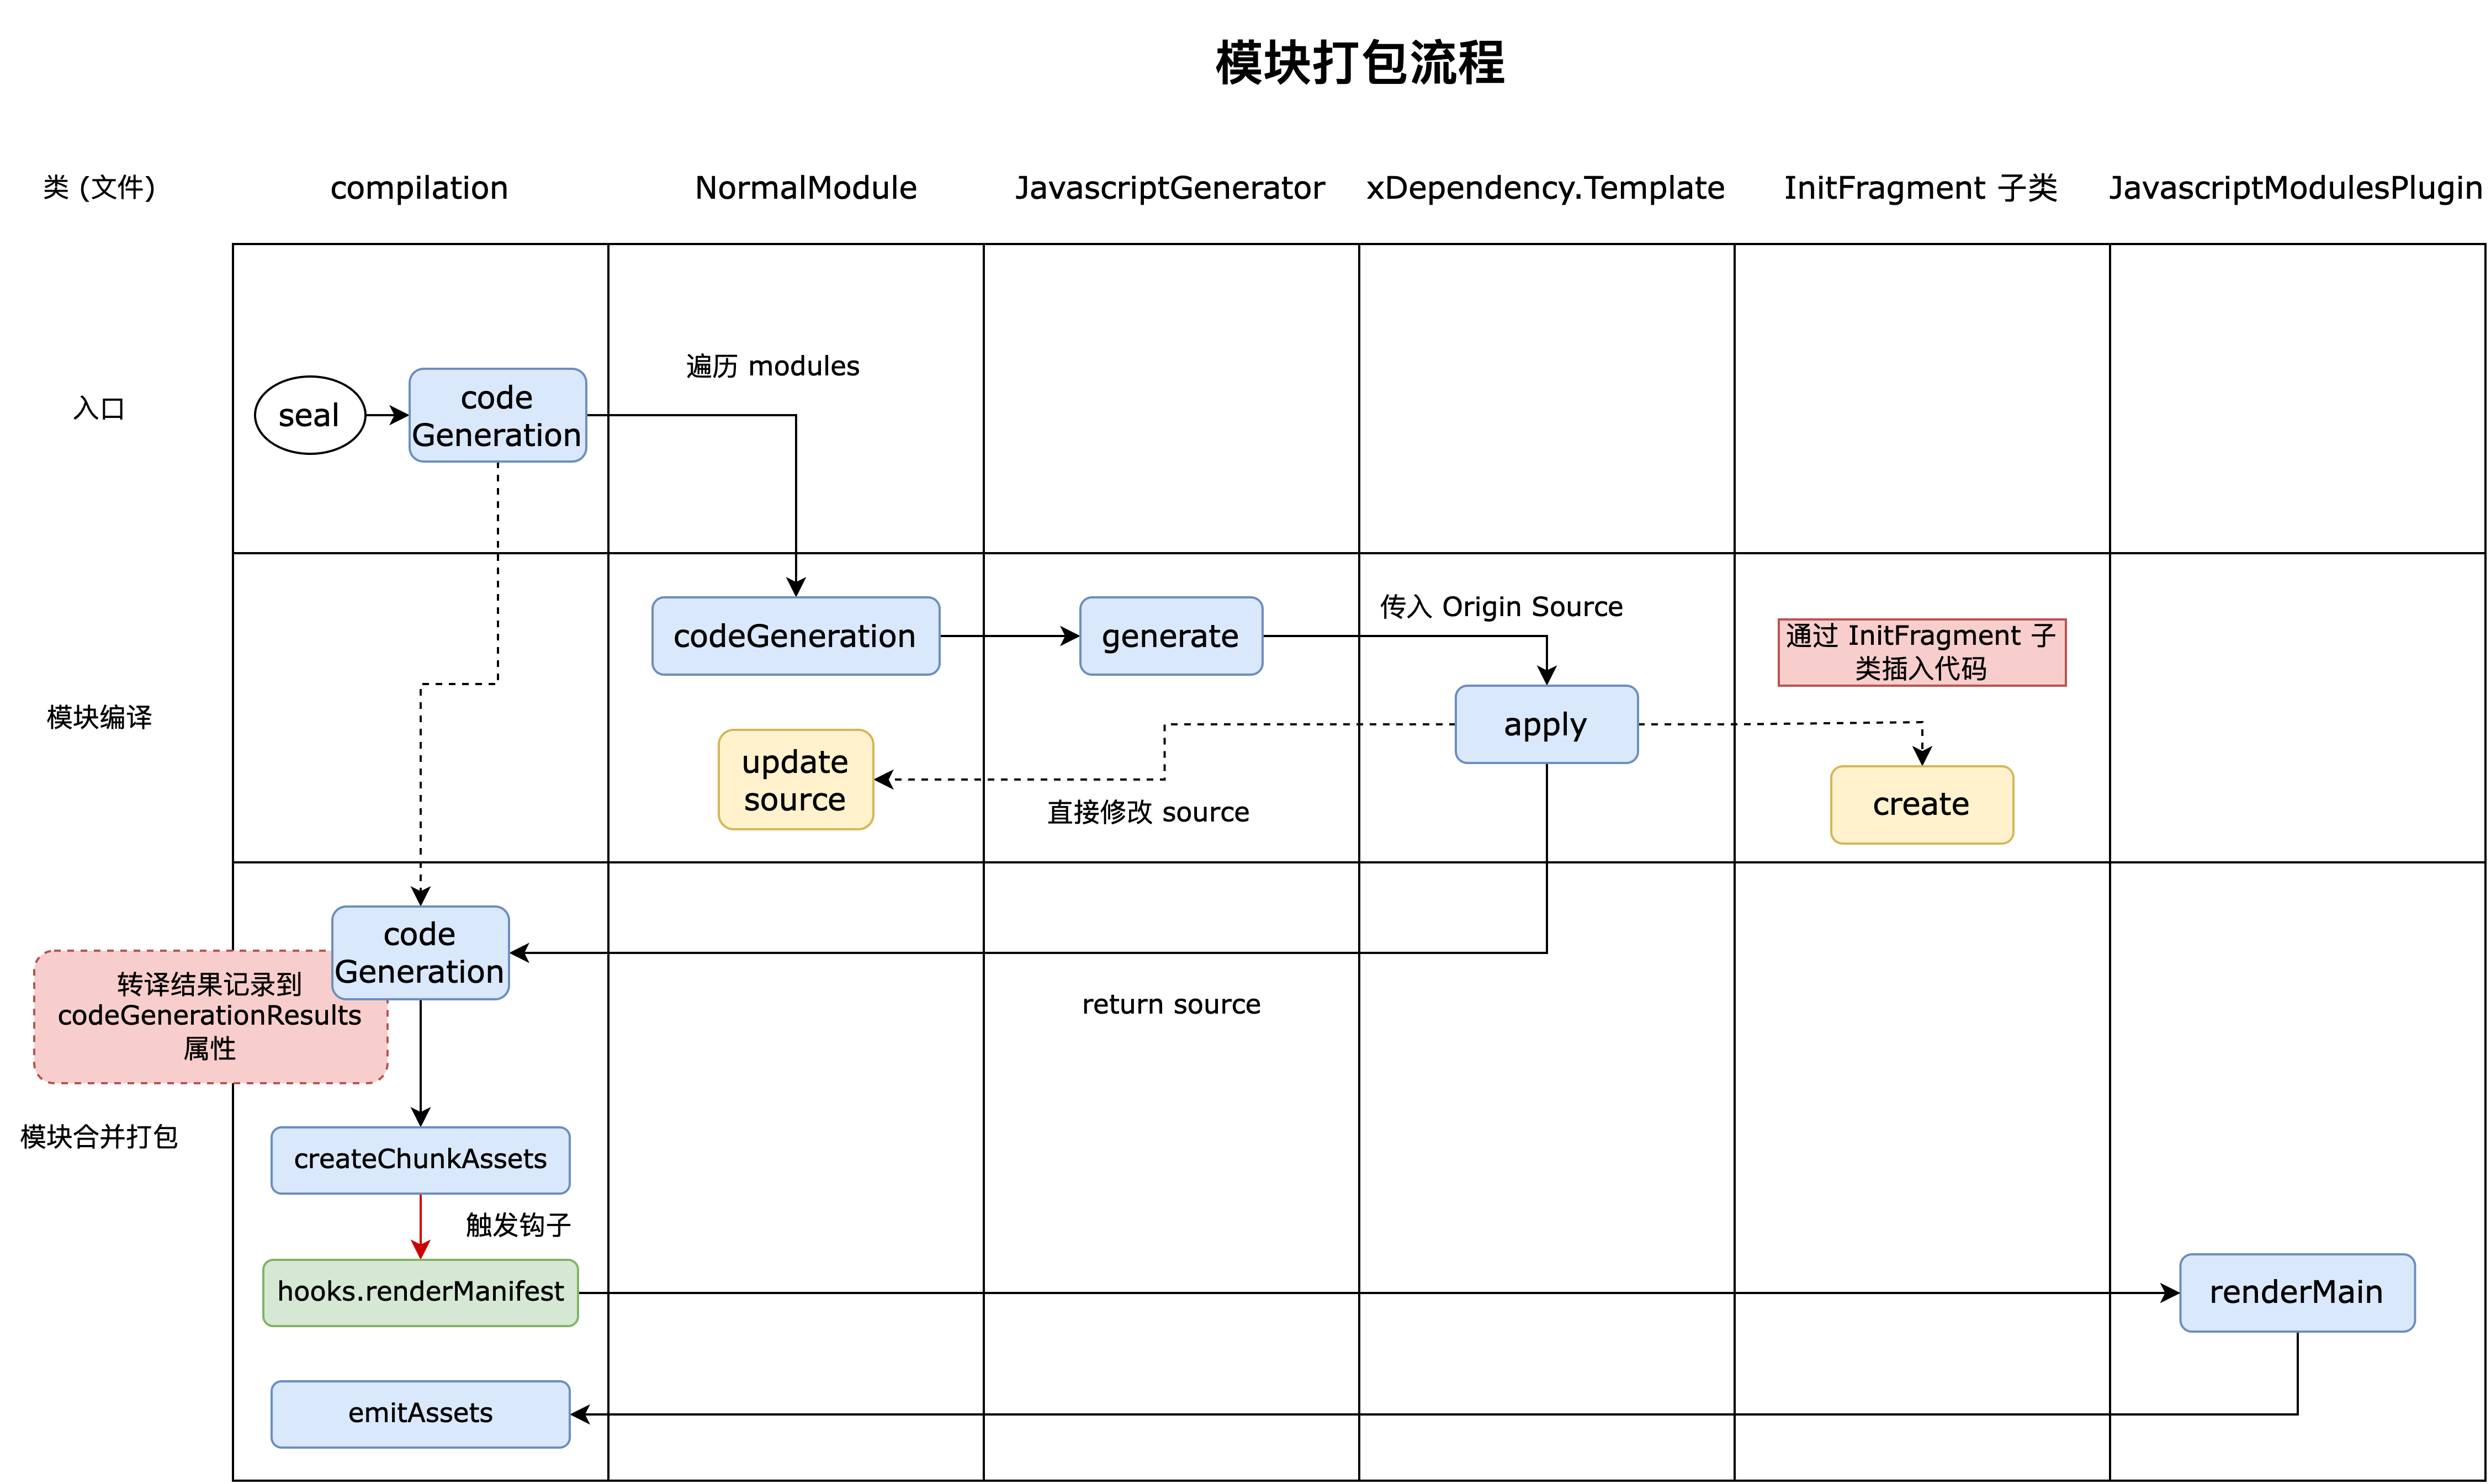 模块打包流程
类 (文件)
compilation
NormalModule
JavascriptGenerator
xDependency.Template
InitFragment 子类
JavascriptModulesPlugin
入口
seal
code
Generation
遍历 modules
模块编译
codeGeneration
generate
传入 Origin Source
apply
通过 InitFragment 子
类插入代码
update
source
直接修改 source
create
code
Generation
转译结果记录到
codeGenerationResults
属性
return source
模块合并打包
createChunkAssets
触发钩子
hooks.renderManifest
renderMain
emitAssets